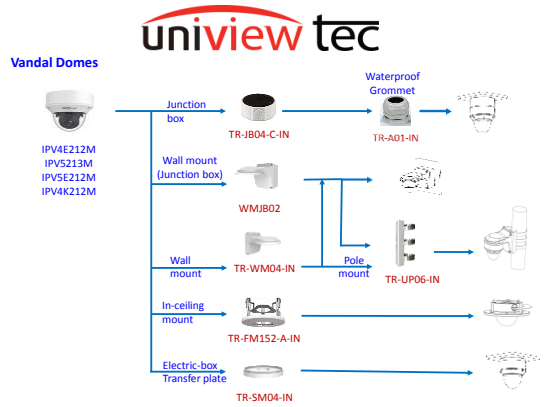 uniview tec
Vandal Domes
IPV4E212M
IPV5213M
IPV5E212M
IPV4K212M
Junction
box
TR-JB04-C-IN
Waterproof
Grommet
TR-A01-IN
Wall mount
(Junction box)
WMJB02
Wall
mount
TR-WM04-IN
Pole
mount
TR-UP06-IN
In-ceiling
mount
TR-FM152-A-IN
Electric-box
Transfer plate
TR-SM04-IN